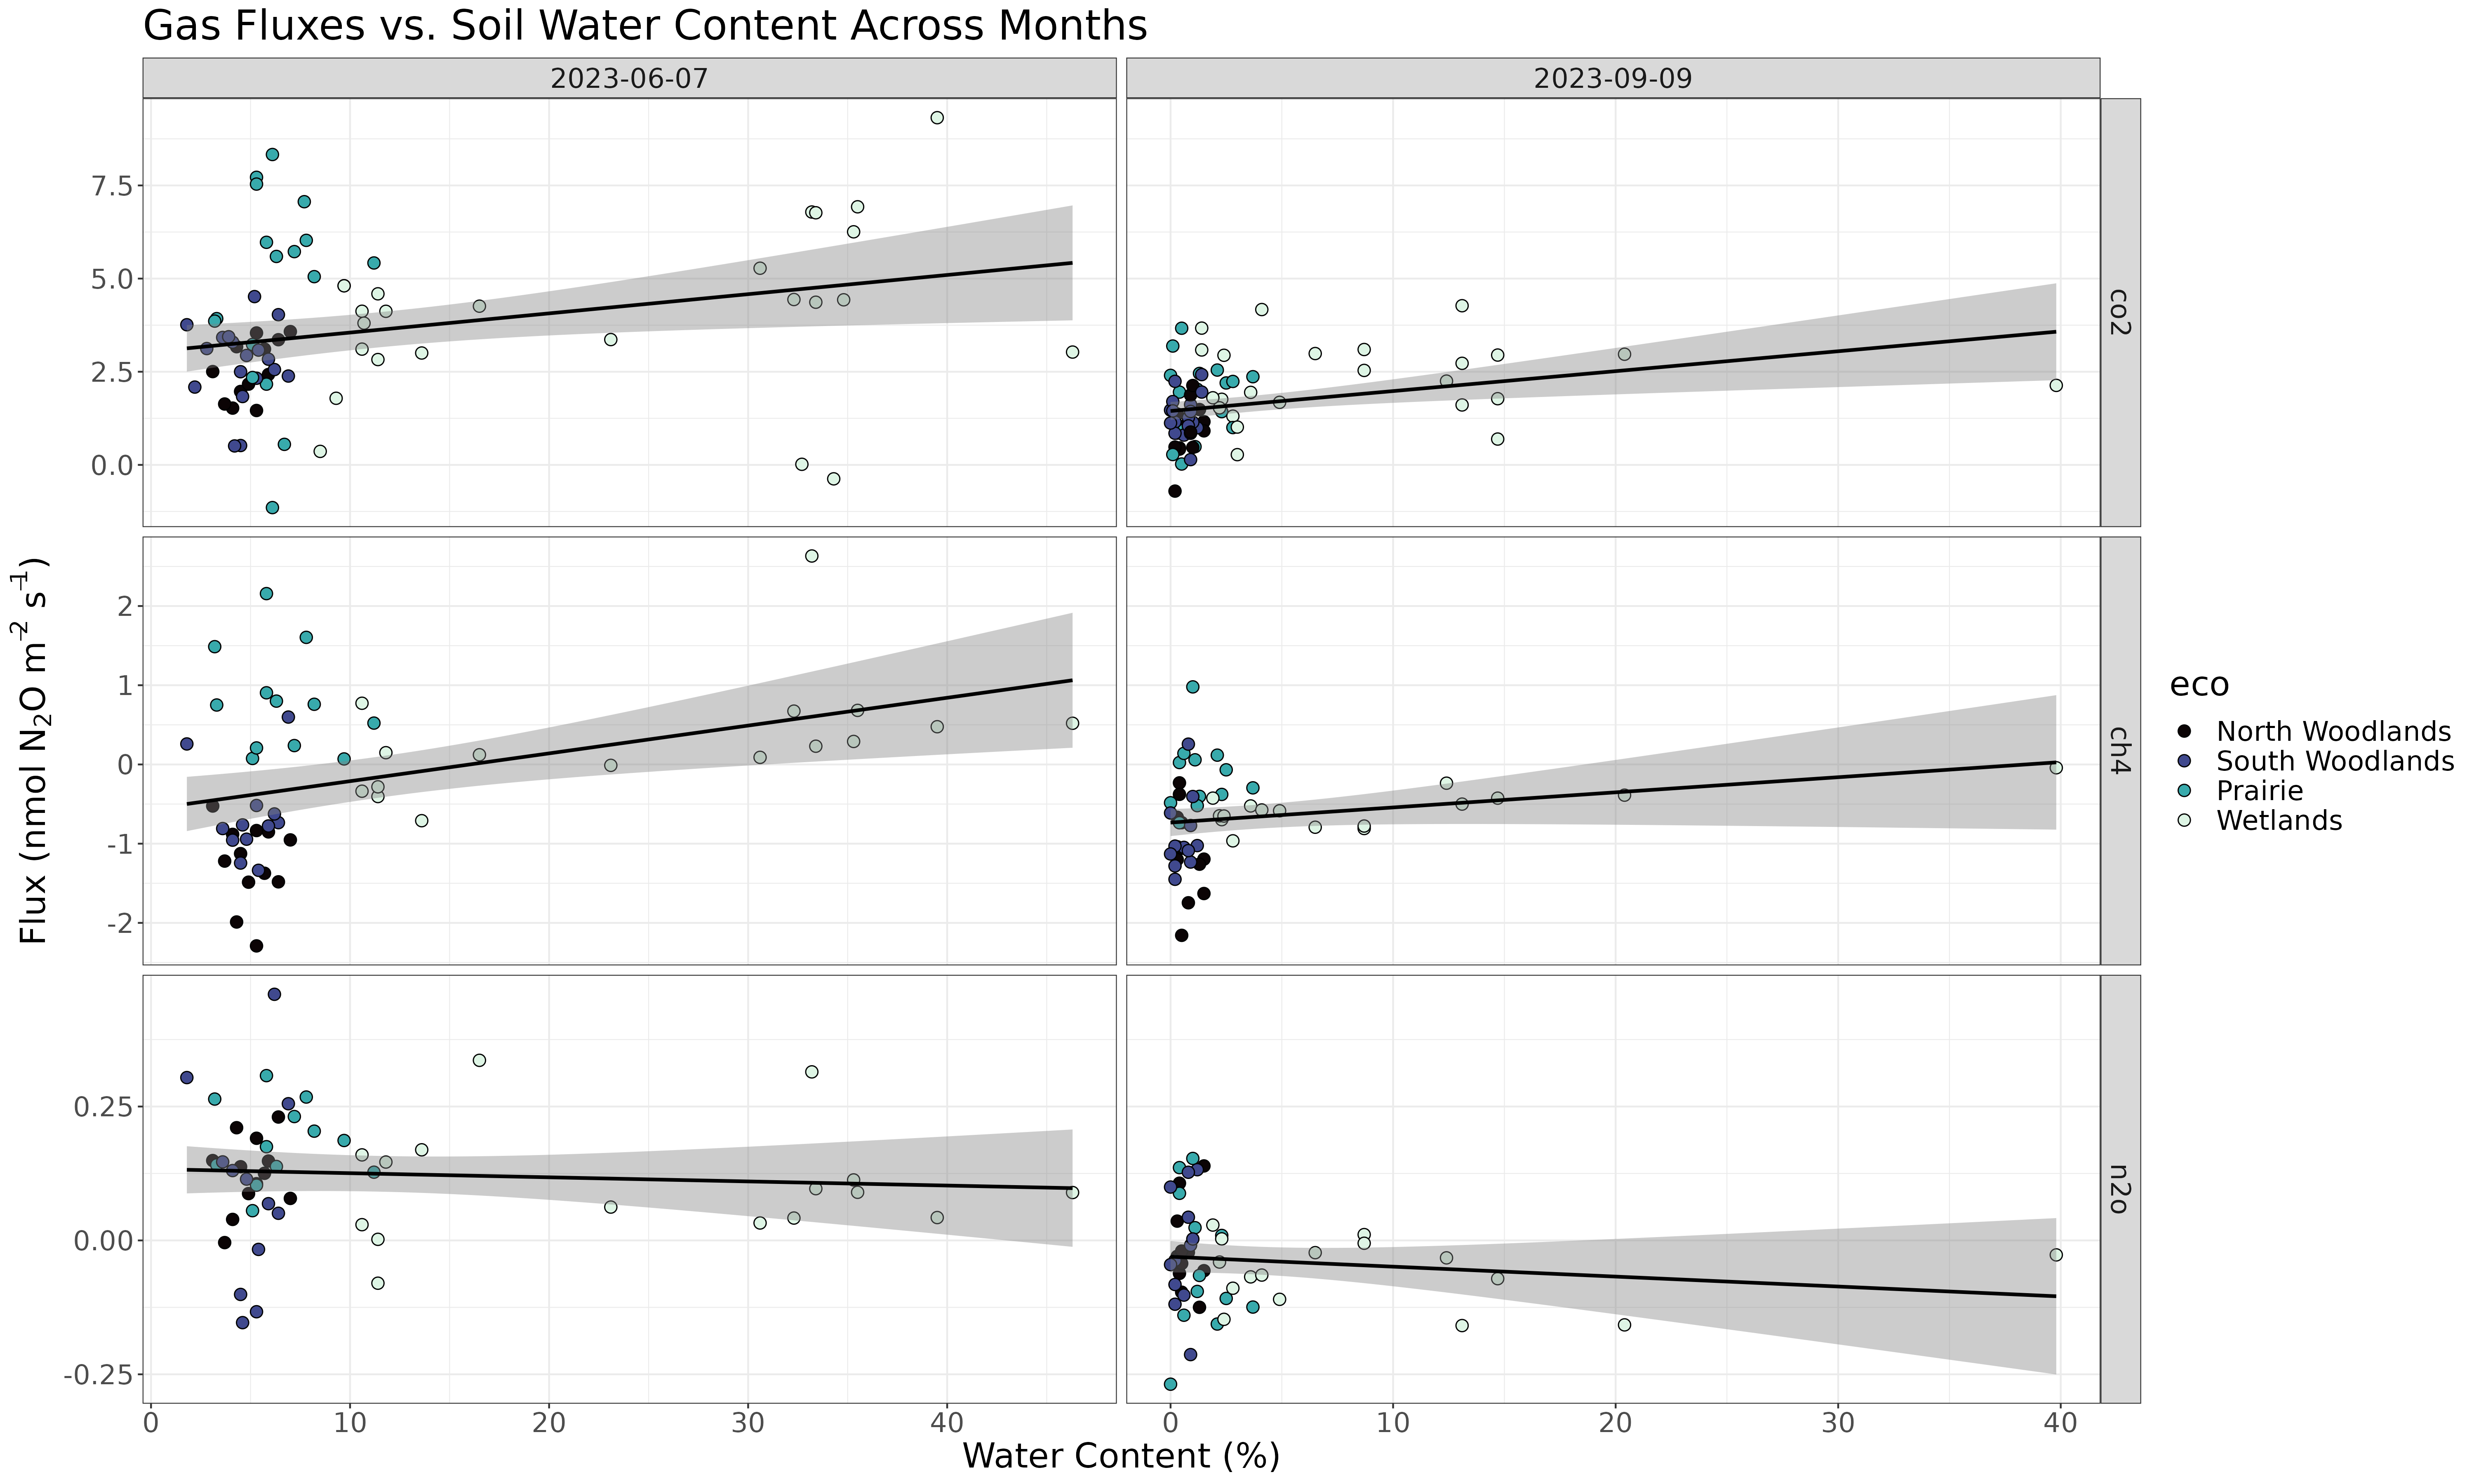 Gas Fluxes vs. Soil Water Content Across Months
2023-06-07
2023-09-09
7.5
5.0
2.5
0.0
co2
2
1
0
-1
-2
ch4
0.25
0.00
-0.25
n2o
Flux (nmol N₂O m⁻² s⁻¹)
0 10 20 30 40
0 10 20 30 40
Water Content (%)
eco
North Woodlands
South Woodlands
Prairie
Wetlands